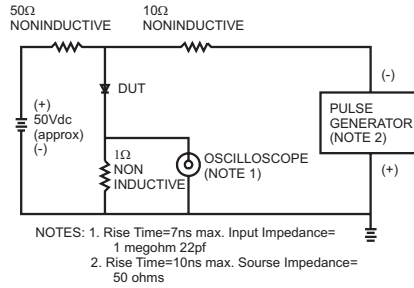 50Ω
NONINDUCTIVE
10Ω
NONINDUCTIVE
(+)
50Vdc
(approx)
(-)
DUT
1Ω
NON
INDUCTIVE
OSCILLOSCOPE
(NOTE 1)
(-)
PULSE
GENERATOR
(NOTE 2)
(+)
NOTES: 1. Rise Time=7ns max. Input Impedance=
1 megohm 22pf
2. Rise Time=10ns max. Sourse Impedance=
50 ohms